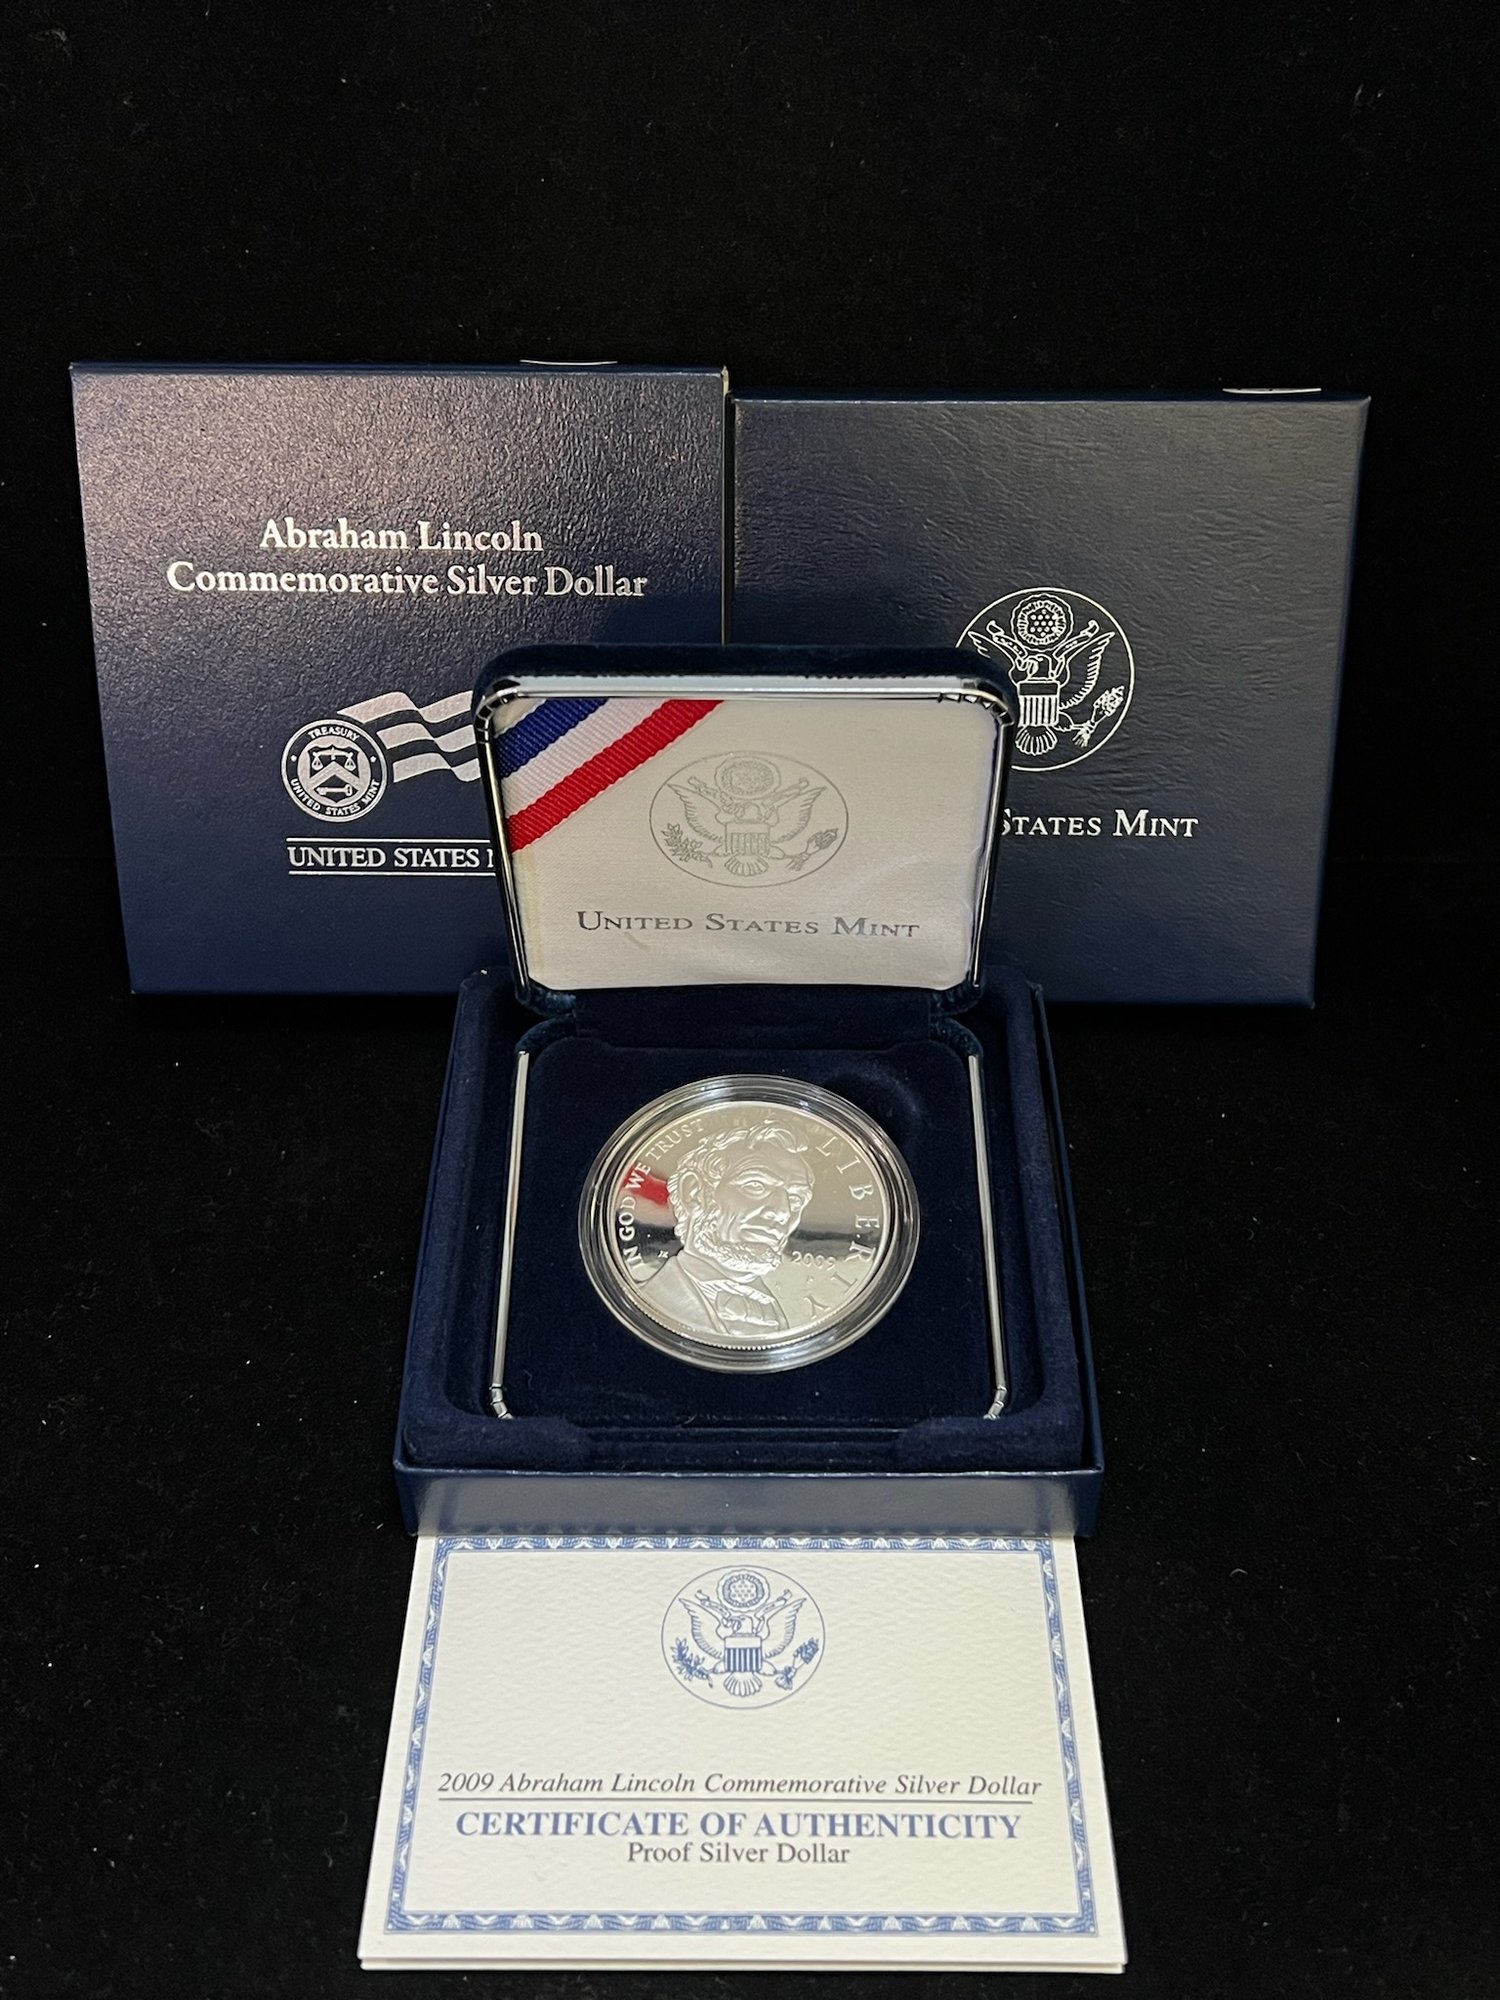 Abraham Lincoln
Commemorative Silver Dollar
TREASURY
UNITED STATES MINT
UNITED STATES
STATES MINT
UNITED STATES MINT
IN GOD WE TRUST
LIBERTY
2009
P
2009 Abraham Lincoln Commemorative Silver Dollar
CERTIFICATE OF AUTHENTICITY
Proof Silver Dollar